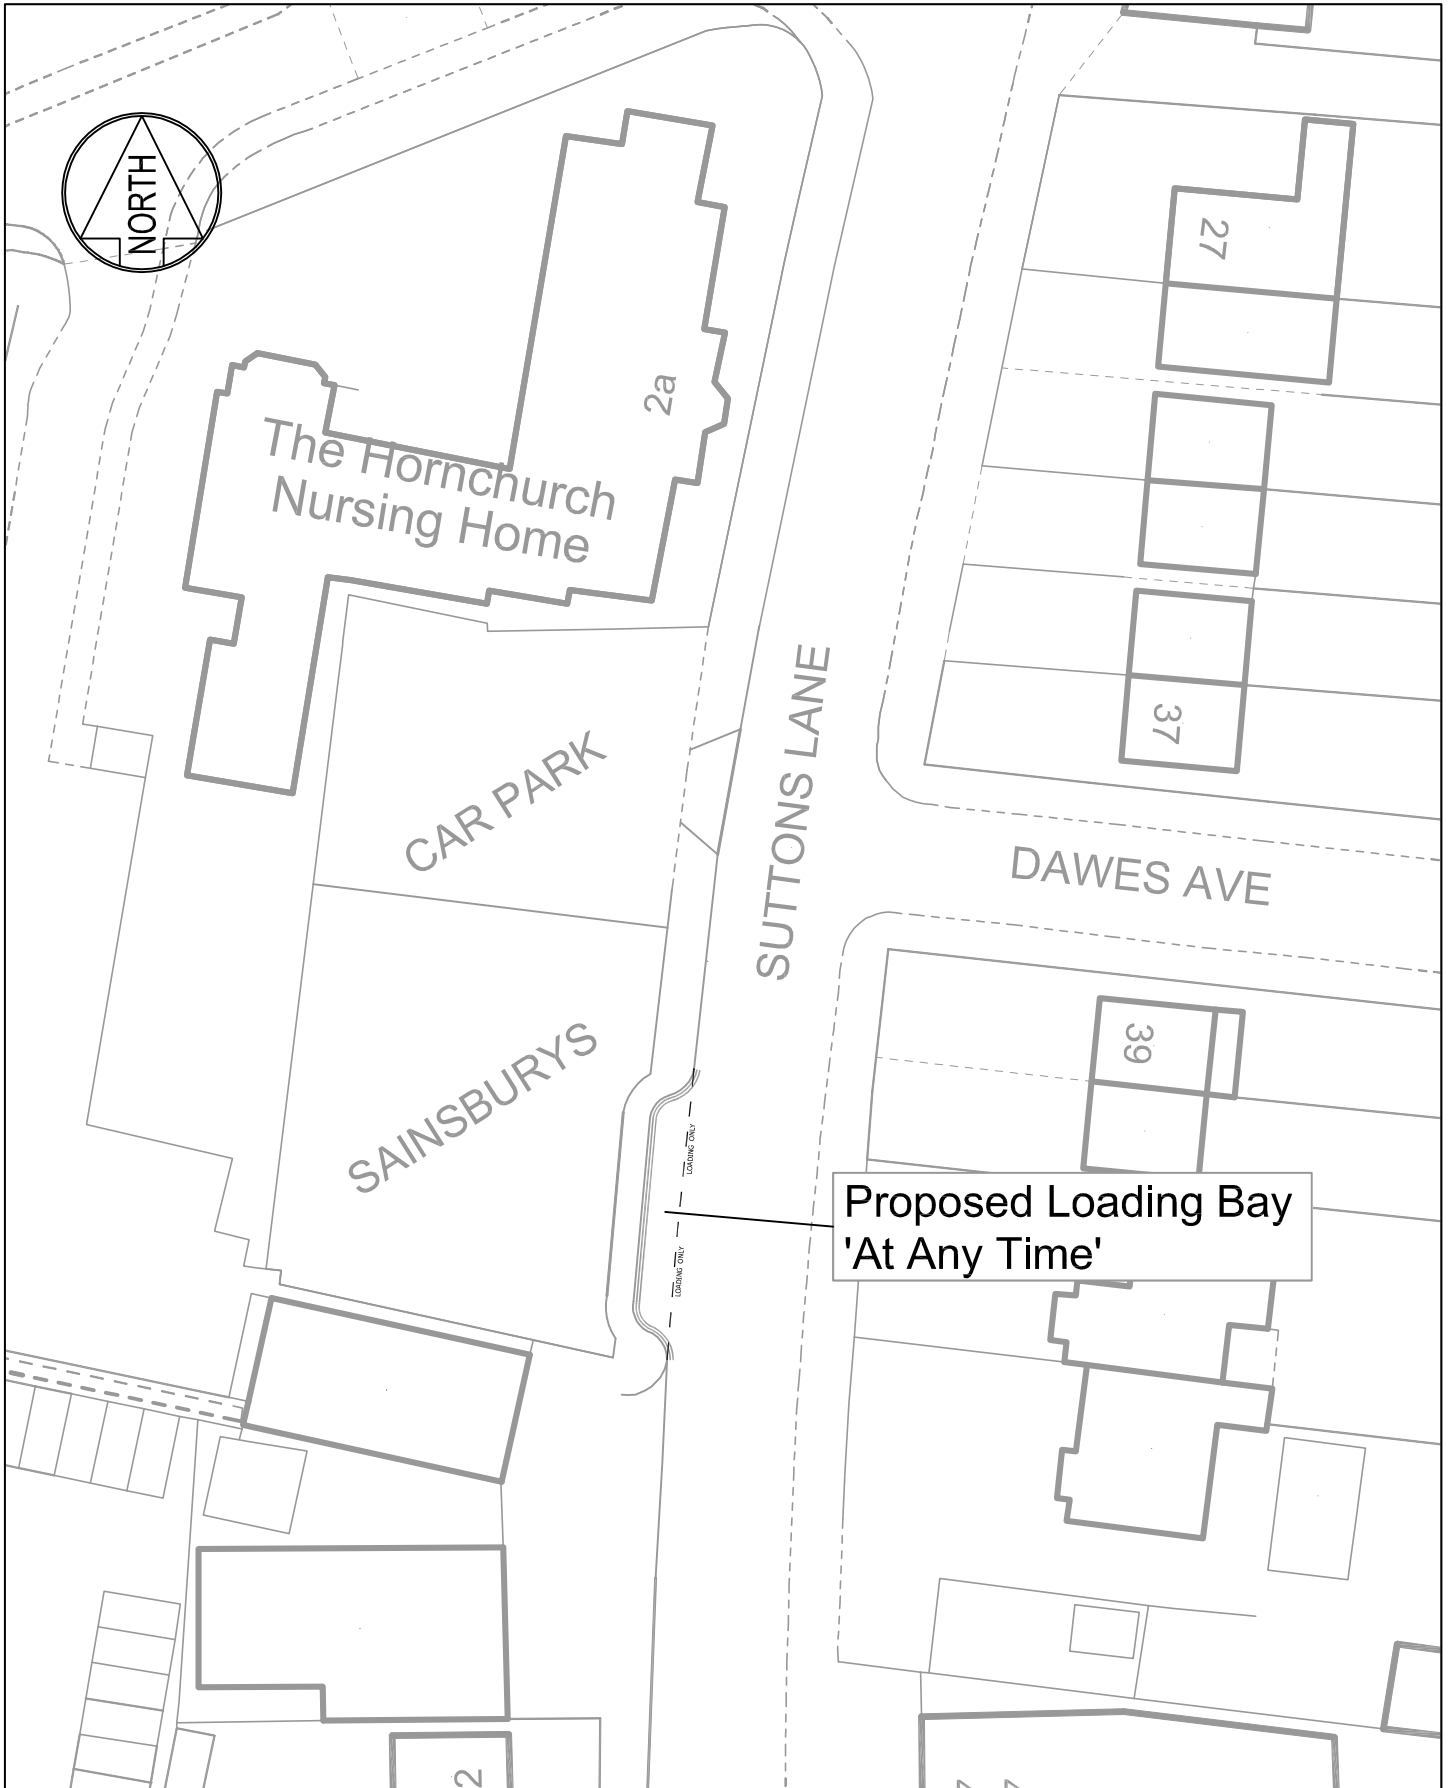 NORTH
27
2a
The Hornchurch
Nursing Home
37
SUTTONS LANE
CAR PARK
DAWES AVE
39
SAINSBURYS
LOADING ONLY
Proposed Loading Bay
'At Any Time'
LOADING ONLY
2